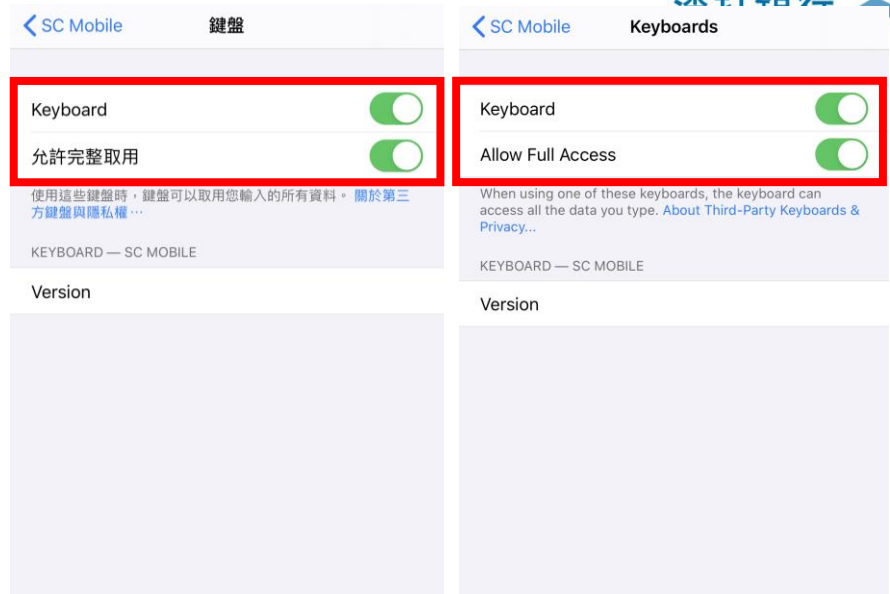 SC Mobile
鍵盤
Keyboard
允許完整取用
使用這些鍵盤時，鍵盤可以取用您輸入的所有資料。關於第三
方鍵盤與隱私權…
KEYBOARD — SC MOBILE
Version
SC Mobile
Keyboards
Keyboard
Allow Full Access
When using one of these keyboards, the keyboard can
access all the data you type. About Third-Party Keyboards &
Privacy...
KEYBOARD — SC MOBILE
Version